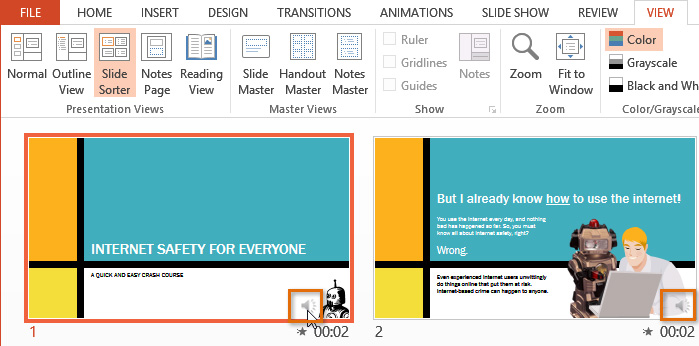 FILE HOME INSERT DESIGN TRANSITIONS ANIMATIONS SLIDE SHOW REVIEW VIEW
Normal
Outline
View
Slide
Sorter
Notes
Page
Reading
View
Presentation Views
Slide
Master
Handout
Master
Notes
Master
Master Views
Ruler
Gridlines
Guides
Notes
Show
Zoom
Fit to
Window
Zoom
Color
Grayscale
Black and Wh
Color/Grayscale
INTERNET SAFETY FOR EVERYONE
A QUICK AND EASY CRASH COURSE
1 00:02
But I already know how to use the internet!
You use the internet every day, and nothing
bad has happened so far. So, you must
know all about internet safety, right?
Wrong.
Even experienced internet users unwittingly
do things online that put them at risk.
Internet-based crime can happen to anyone.
2 00:02